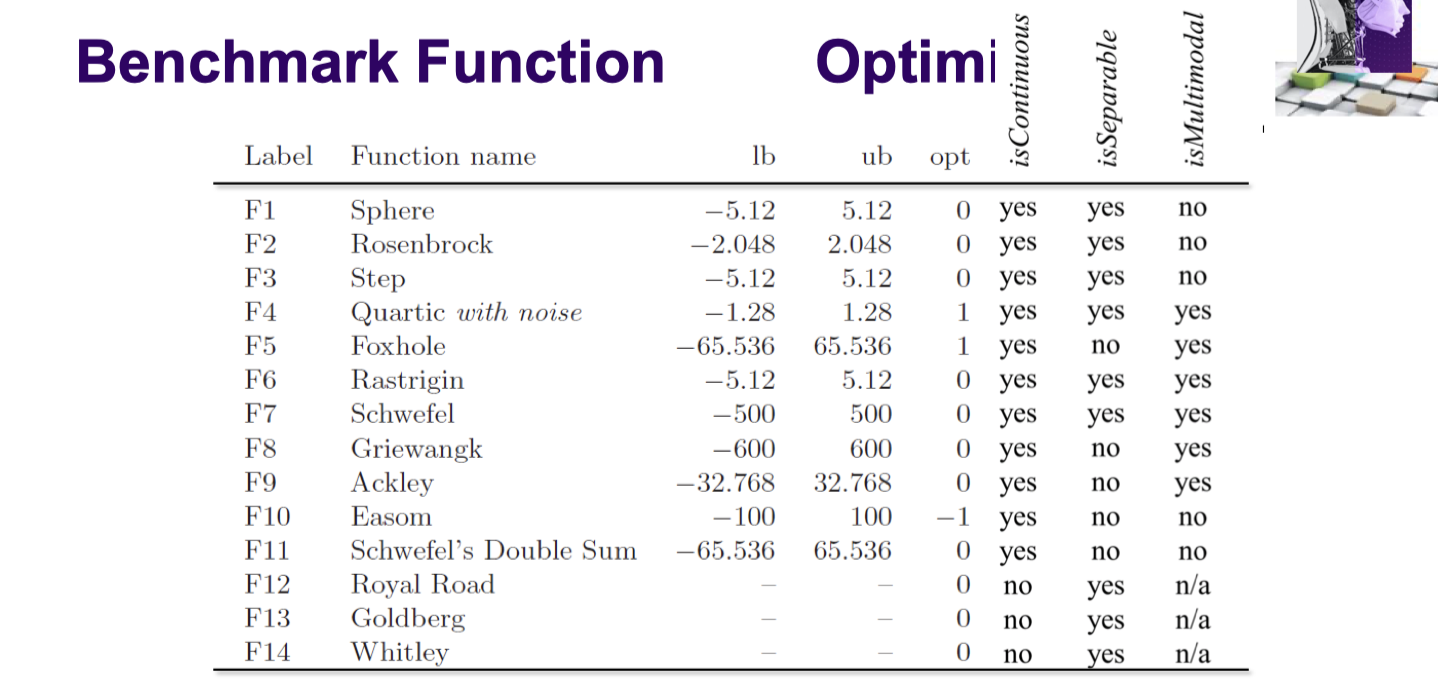 Benchmark Function Optimi
isContinuous isSeparable isMultimodal
Label Function name lb ub opt
F1 Sphere −5.12 5.12 0 yes yes no
F2 Rosenbrock −2.048 2.048 0 yes yes no
F3 Step −5.12 5.12 0 yes yes no
F4 Quartic with noise −1.28 1.28 1 yes yes yes
F5 Foxhole −65.536 65.536 1 yes no yes
F6 Rastrigin −5.12 5.12 0 yes yes yes
F7 Schwefel −500 500 0 yes yes yes
F8 Griewangk −600 600 0 yes no yes
F9 Ackley −32.768 32.768 0 yes no yes
F10 Easom −100 100 −1 yes no no
F11 Schwefel's Double Sum −65.536 65.536 0 yes no no
F12 Royal Road – – 0 no yes n/a
F13 Goldberg – – 0 no yes n/a
F14 Whitley – – 0 no yes n/a